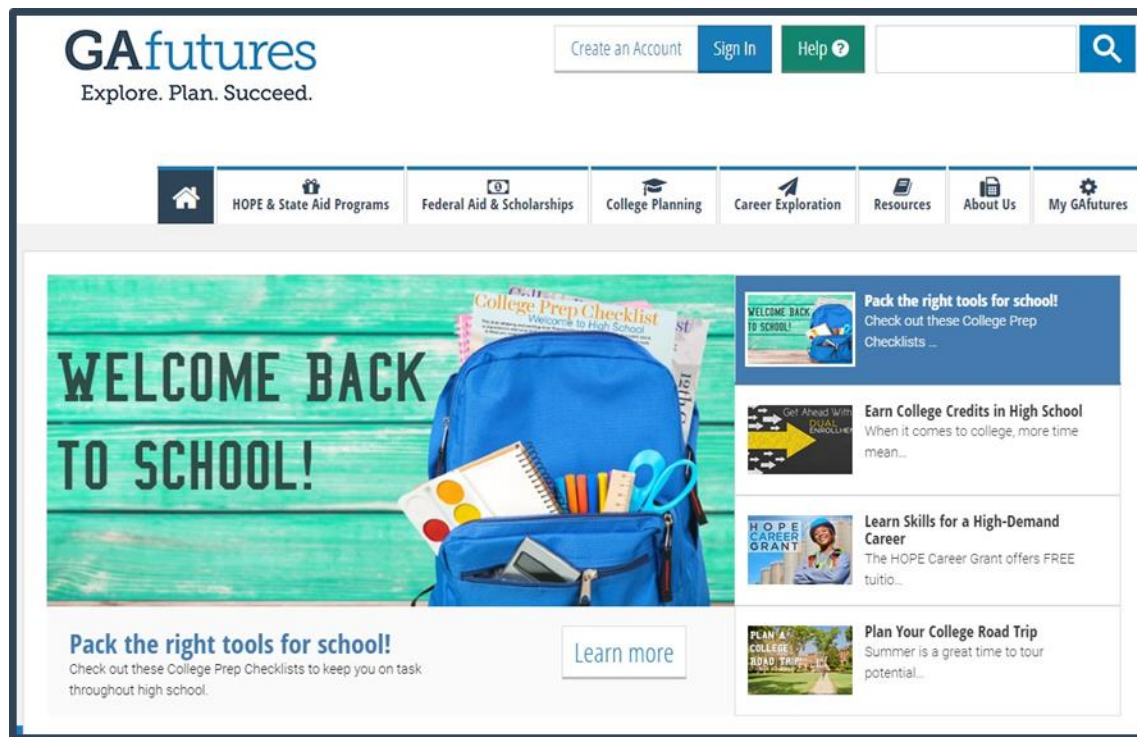 GAfutures
Explore. Plan. Succeed.
Create an Account
Sign In
Help ?
HOPE & State Aid Programs
Federal Aid & Scholarships
College Planning
Career Exploration
Resources
About Us
My GAfutures
College Prep Checklist
Welcome to High School
WELCOME BACK
TO SCHOOL!
Pack the right tools for school!
Check out these College Prep Checklists to keep you on task
throughout high school.
Learn more
WELCOME BACK
TO SCHOOL!
Pack the right tools for school!
Check out these College Prep
Checklists ...
Get Ahead With
DUAL
Earn College Credits in High School
When it comes to college, more time
mean...
HOPE
CAREER
GRANT
Learn Skills for a High-Demand
Career
The HOPE Career Grant offers FREE
tuitio...
PLAN A
COLLEGE
ROAD TRIP!
Plan Your College Road Trip
Summer is a great time to tour
potential...